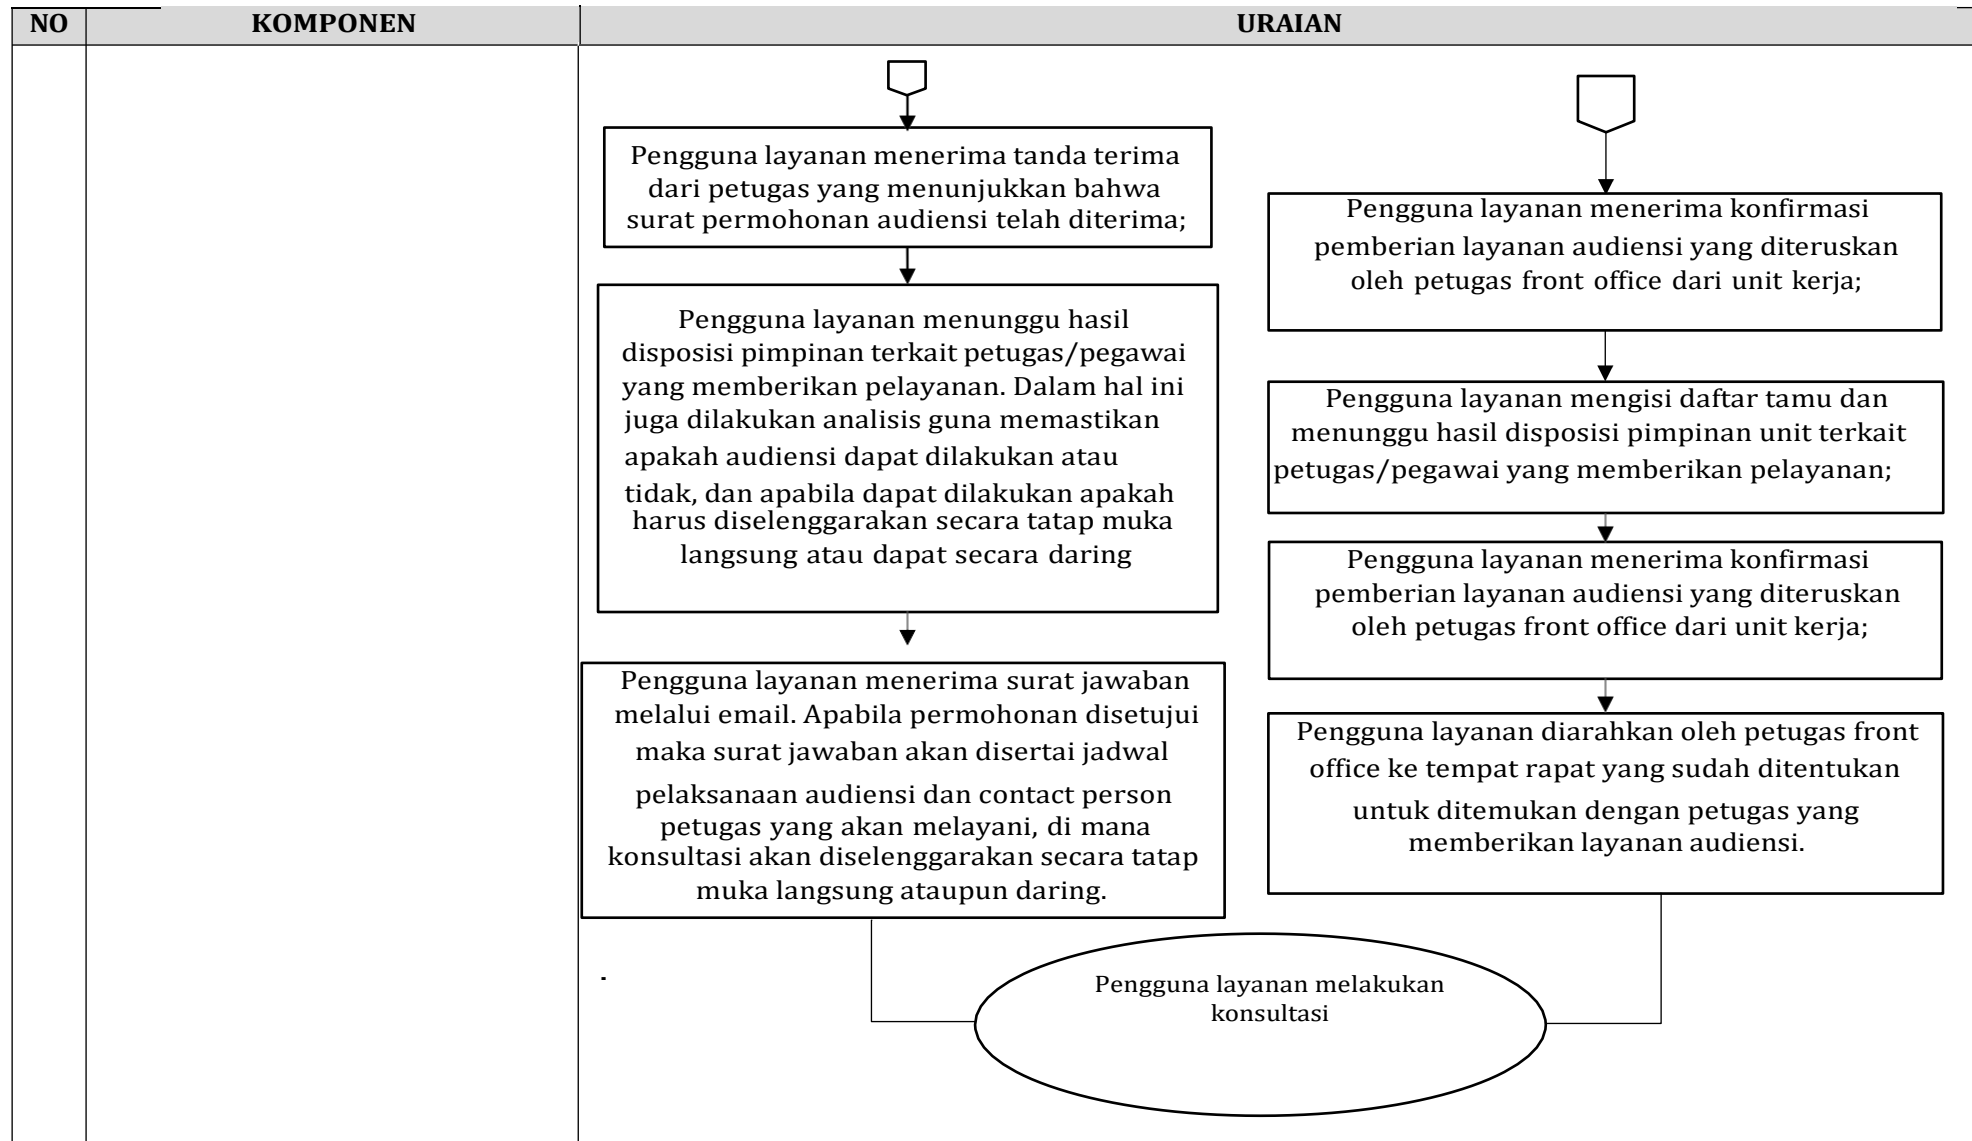 NO KOMPONEN URAIAN
Pengguna layanan menerima tanda terima
dari petugas yang menunjukkan bahwa
surat permohonan audiensi telah diterima;
Pengguna layanan menunggu hasil
disposisi pimpinan terkait petugas/pegawai
yang memberikan pelayanan. Dalam hal ini
juga dilakukan analisis guna memastikan
apakah audiensi dapat dilakukan atau
tidak, dan apabila dapat dilakukan apakah
harus diselenggarakan secara tatap muka
langsung atau dapat secara daring
Pengguna layanan menerima surat jawaban
melalui email. Apabila permohonan disetujui
maka surat jawaban akan disertai jadwal
pelaksanaan audiensi dan contact person
petugas yang akan melayani, di mana
konsultasi akan diselenggarakan secara tatap
muka langsung ataupun daring.
Pengguna layanan menerima konfirmasi
pemberian layanan audiensi yang diteruskan
oleh petugas front office dari unit kerja;
Pengguna layanan mengisi daftar tamu dan
menunggu hasil disposisi pimpinan unit terkait
petugas/pegawai yang memberikan pelayanan;
Pengguna layanan menerima konfirmasi
pemberian layanan audiensi yang diteruskan
oleh petugas front office dari unit kerja;
Pengguna layanan diarahkan oleh petugas front
office ke tempat rapat yang sudah ditentukan
untuk ditemukan dengan petugas yang
memberikan layanan audiensi.
Pengguna layanan melakukan
konsultasi